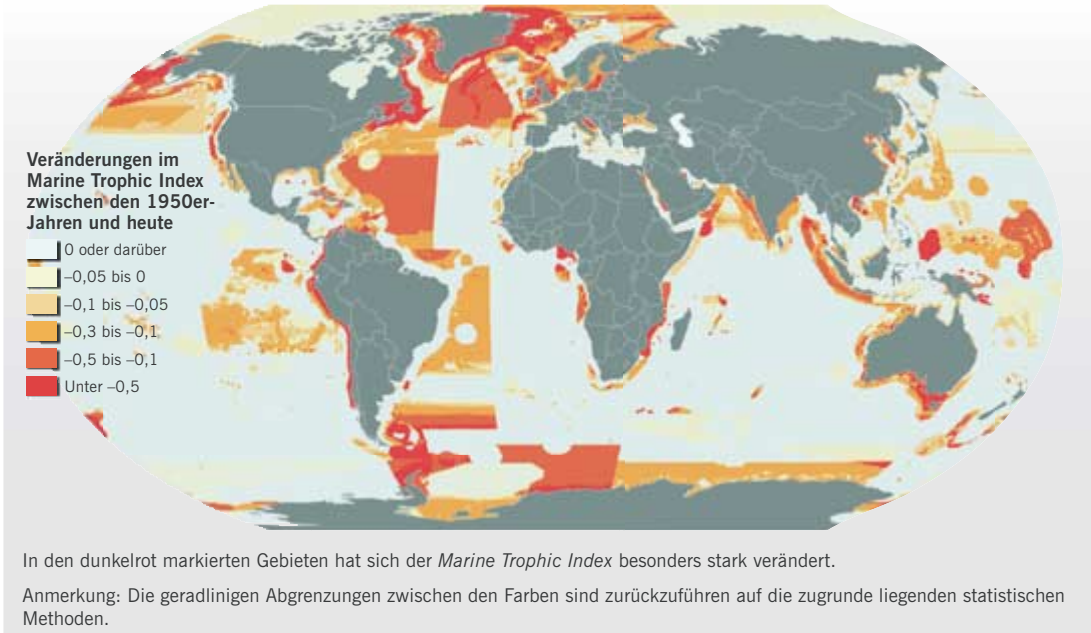 Veränderungen im
Marine Trophic Index
zwischen den 1950er-
Jahren und heute
0 oder darüber
–0,05 bis 0
–0,1 bis –0,05
–0,3 bis –0,1
–0,5 bis –0,1
Unter –0,5
In den dunkelrot markierten Gebieten hat sich der Marine Trophic Index besonders stark verändert.
Anmerkung: Die geradlinigen Abgrenzungen zwischen den Farben sind zurückzuführen auf die zugrunde liegenden statistischen
Methoden.